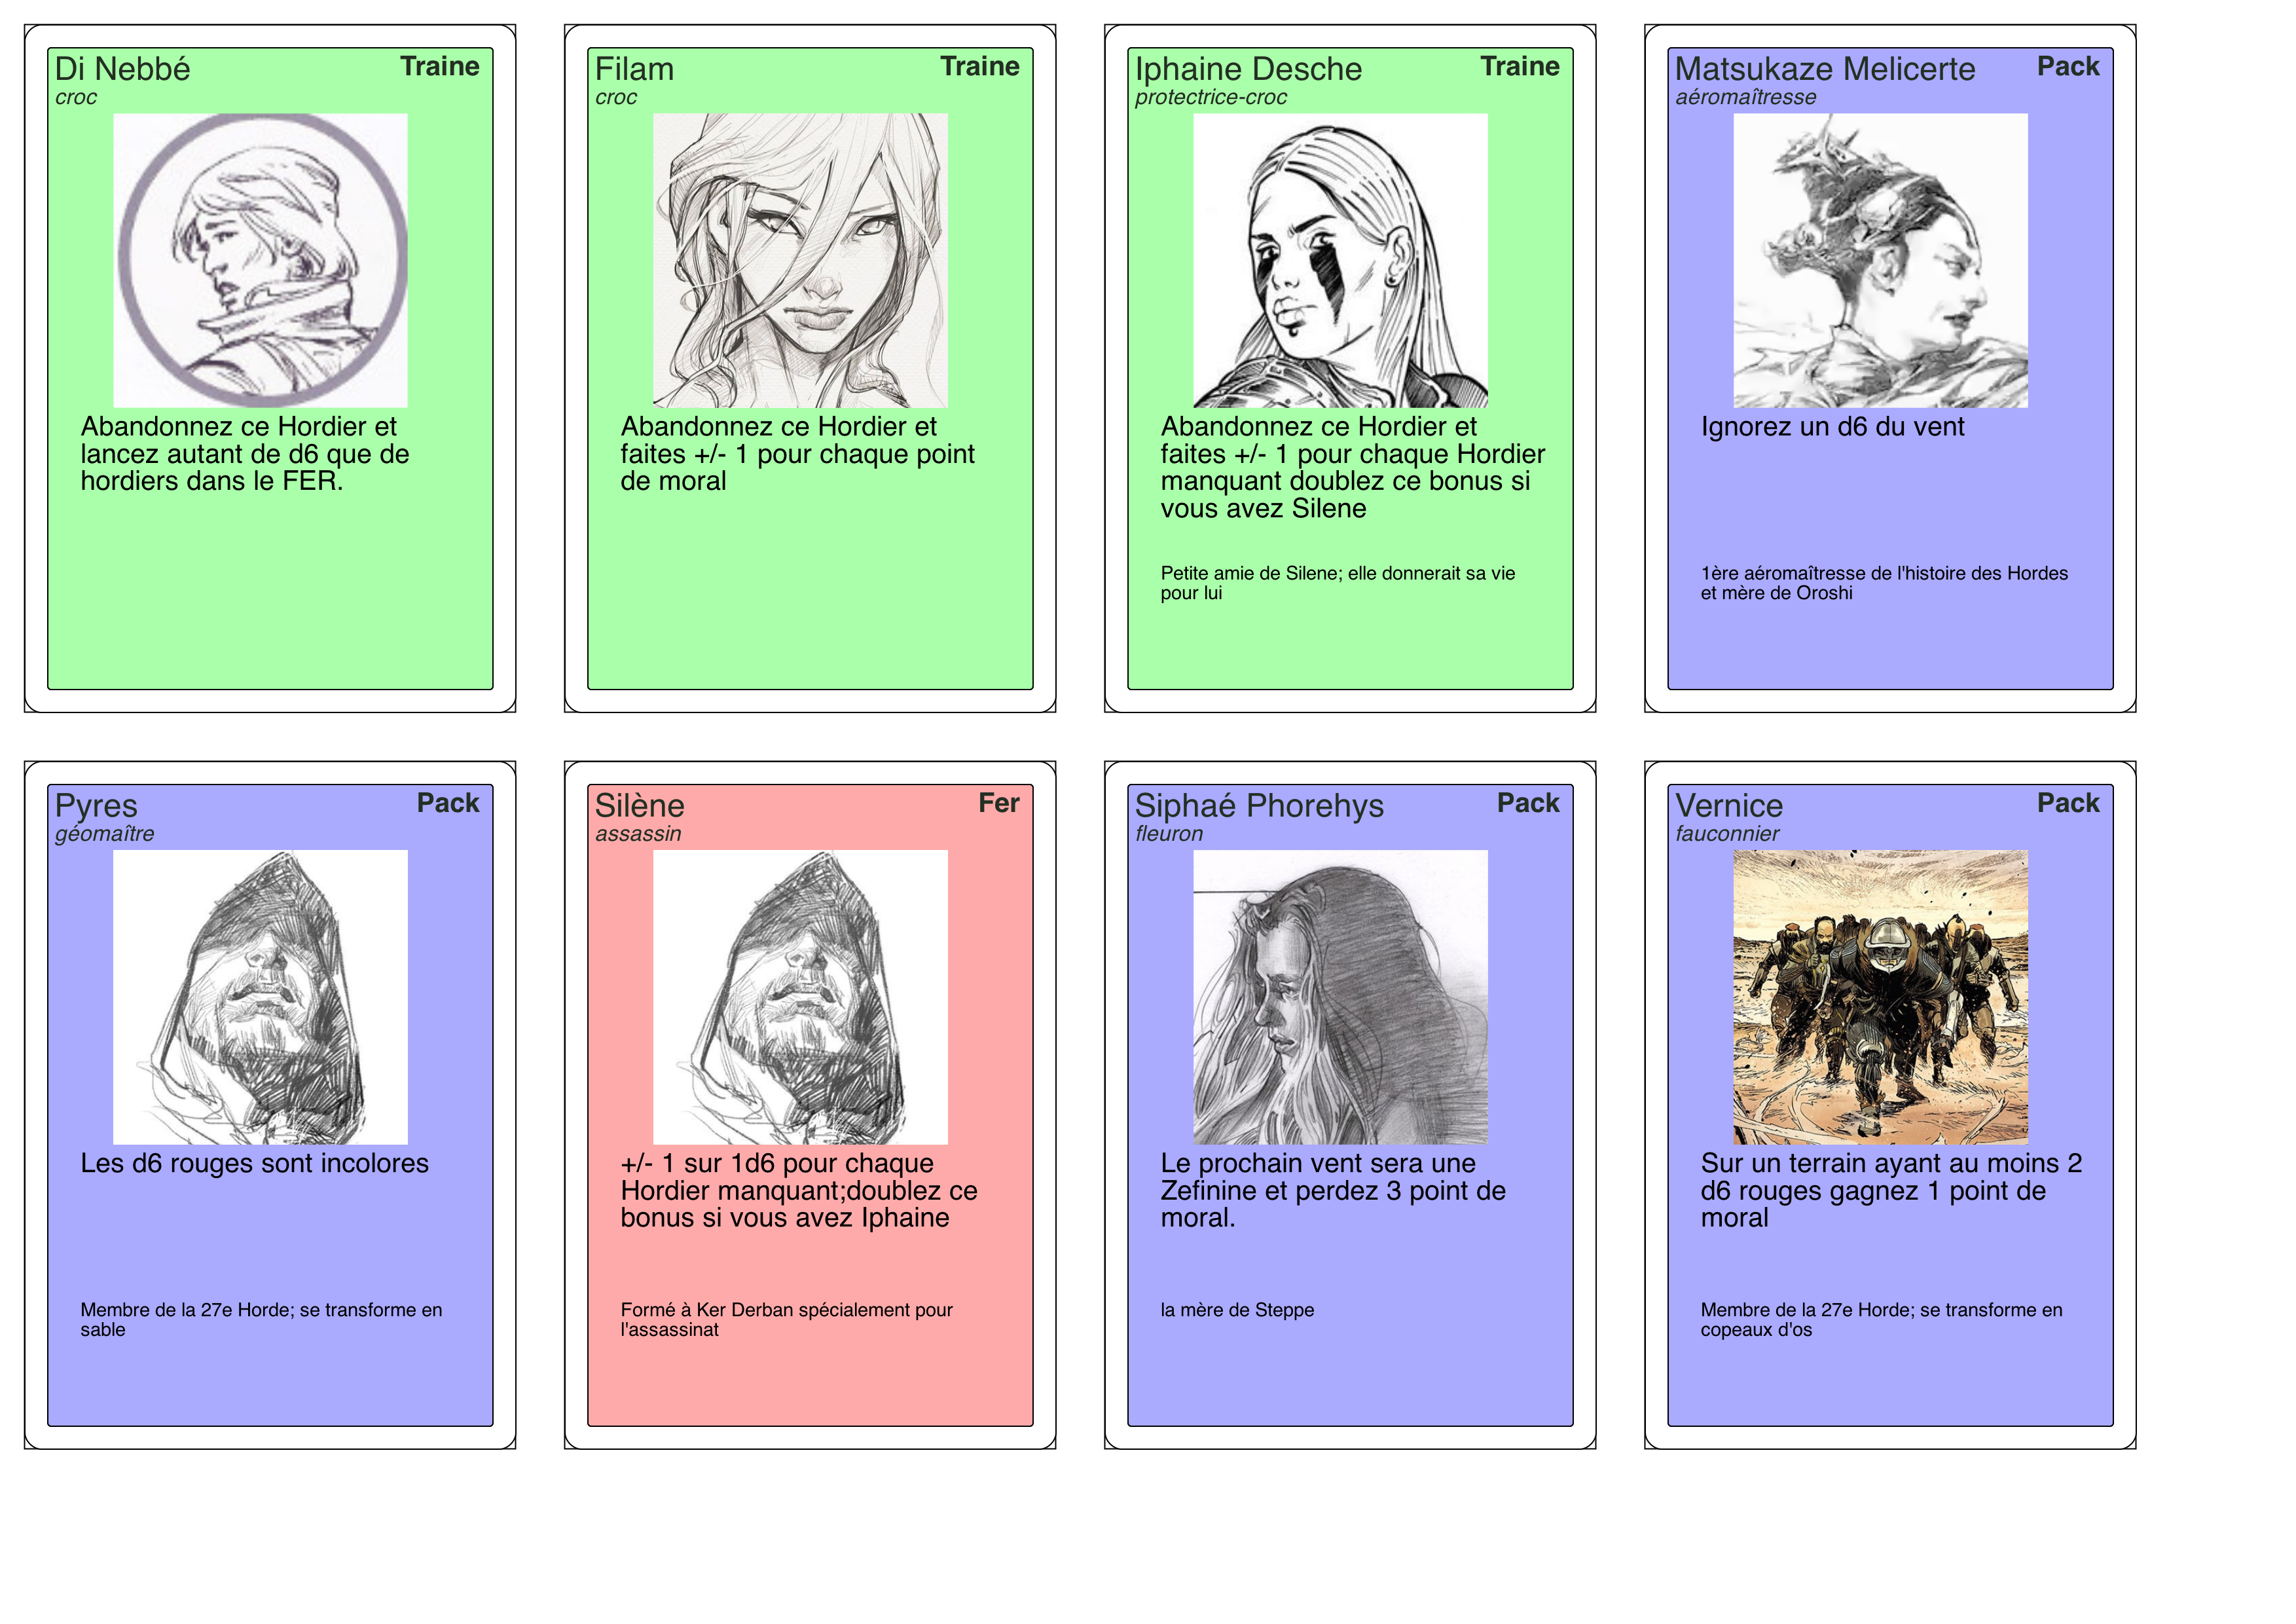 Di Nebbé
Traine
croc
Abandonnez ce Hordier et
lancez autant de d6 que de
hordiers dans le FER.
Filam
Traine
croc
Abandonnez ce Hordier et
faites +/- 1 pour chaque point
de moral
Iphaine Desche
Traine
protectrice-croc
Abandonnez ce Hordier et
faites +/- 1 pour chaque Hordier
manquant doublez ce bonus si
vous avez Silene
Petite amie de Silene; elle donnerait sa vie
pour lui
Matsukaze Melicerte
Pack
aéromaîtresse
Ignorez un d6 du vent
1ère aéromaîtresse de l'histoire des Hordes
et mère de Oroshi
Pyres
Pack
géomaître
Les d6 rouges sont incolores
Membre de la 27e Horde; se transforme en
sable
Silène
Fer
assassin
+/- 1 sur 1d6 pour chaque
Hordier manquant;doublez ce
bonus si vous avez Iphaine
Formé à Ker Derban spécialement pour
l'assassinat
Siphaé Phorehys
Pack
fleuron
Le prochain vent sera une
Zefinine et perdez 3 point de
moral.
la mère de Steppe
Vernice
Pack
fauconnier
Sur un terrain ayant au moins 2
d6 rouges gagnez 1 point de
moral
Membre de la 27e Horde; se transforme en
copeaux d'os